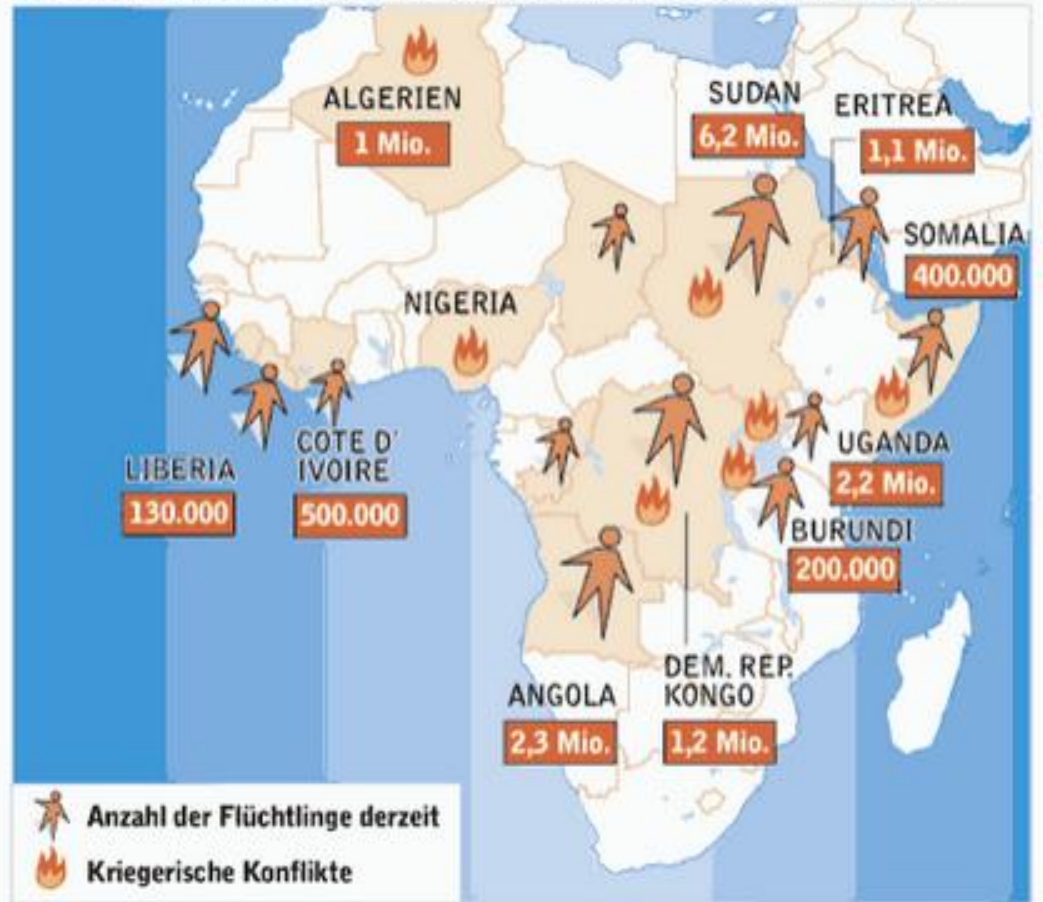 ALGERIEN
1 Mio.
SUDAN
6,2 Mio.
ERITREA
1,1 Mio.
SOMALIA
400.000
NIGERIA
LIBERIA
130.000
COTE D'
IVOIRE
500.000
UGANDA
2,2 Mio.
BURUNDI
200.000
ANGOLA
2,3 Mio.
DEM. REP.
KONGO
1,2 Mio.
Anzahl der Flüchtlinge derzeit
Kriegerische Konflikte